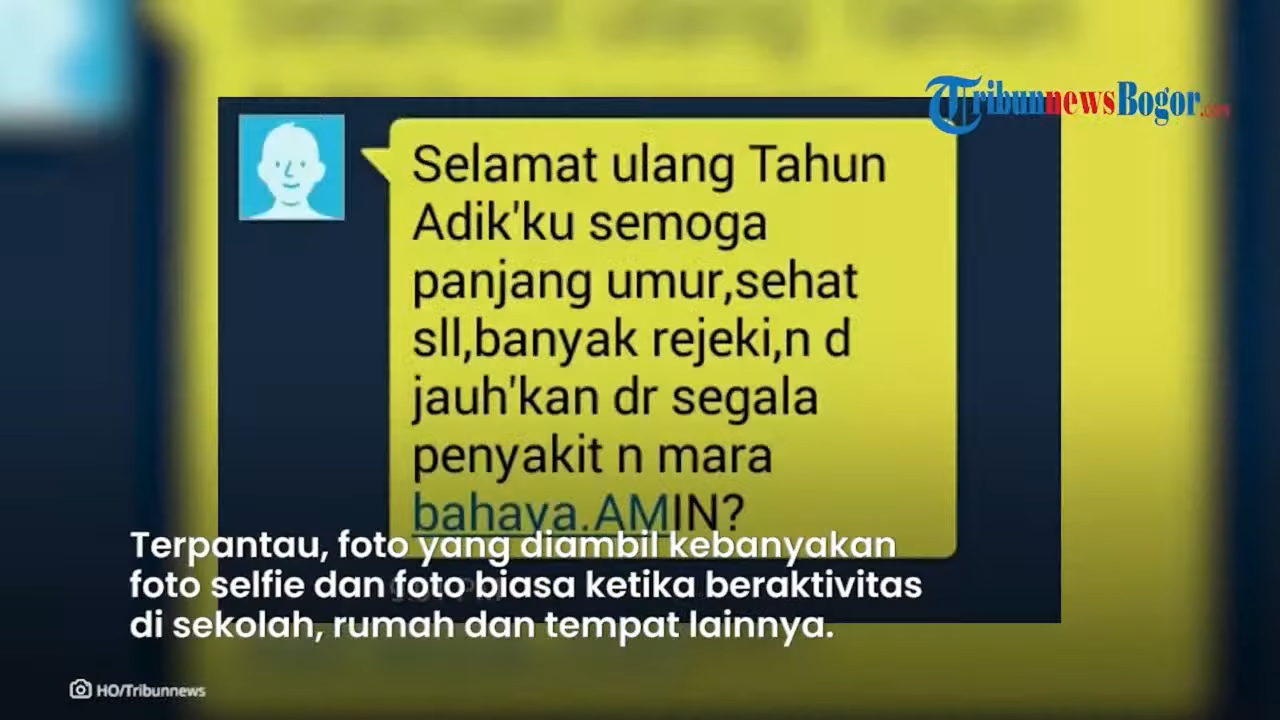 TribunnewsBogor.com
Selamat ulang Tahun
Adik'ku semoga
panjang umur,sehat
sll,banyak rejeki,n d
jauh'kan dr segala
penyakit n mara
bahaya.AMIN?
Terpantau, foto yang diambil kebanyakan
foto selfie dan foto biasa ketika beraktivitas
di sekolah, rumah dan tempat lainnya.
HO/Tribunnews